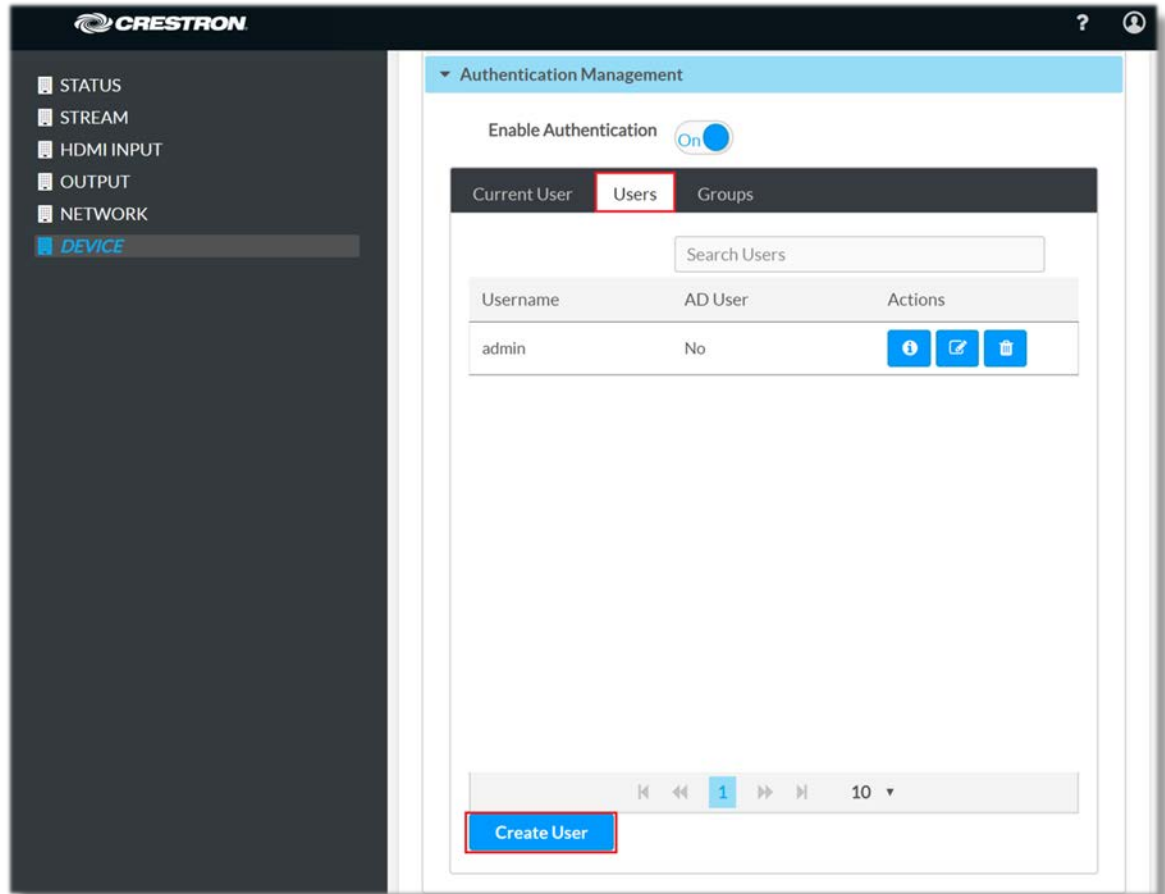 CRESTRON
?
STATUS
STREAM
HDMI INPUT
OUTPUT
NETWORK
DEVICE
Authentication Management
Enable Authentication
On
Current User Users Groups
Search Users
Username AD User Actions
admin No
1 10
Create User